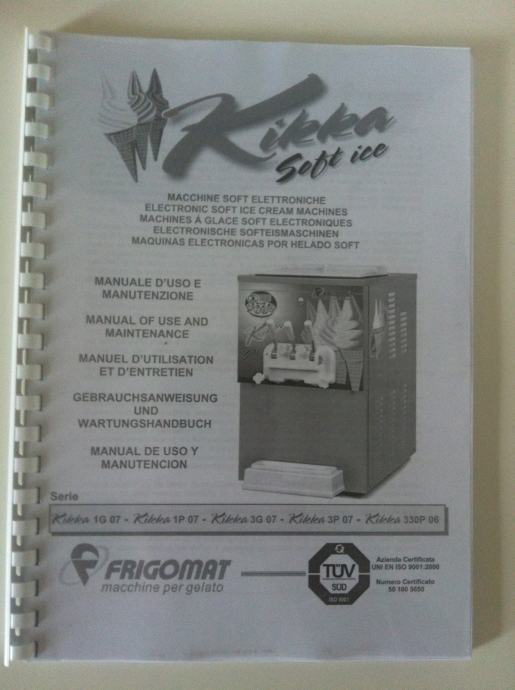 Kikka
Soft ice
MACCHINE SOFT ELETTRONICHE
ELECTRONIC SOFT ICE CREAM MACHINES
MACHINES À GLACE SOFT ELECTRONIQUES
ELECTRONISCHE SOFTEISMASCHINEN
MAQUINAS ELECTRONICAS POR HELADO SOFT
MANUALE D'USO E
MANUTENZIONE
MANUAL OF USE AND
MAINTENANCE
MANUEL D'UTILISATION
ET D'ENTRETIEN
GEBRAUCHSANWEISUNG
UND
WARTUNGSHANDBUCH
MANUAL DE USO Y
MANUTENCION
Serie
Kikka 1G 07 - Kikka 1P 07 - Kikka 3G 07 - Kikka 3P 07 - Kikka 330P 06
FRIGOMAT
macchine per gelato
Q
TÜV
SÜD
ISO 9001
Azienda Certificata
UNI EN ISO 9001:2000
Numero Certificato
50 100 5650